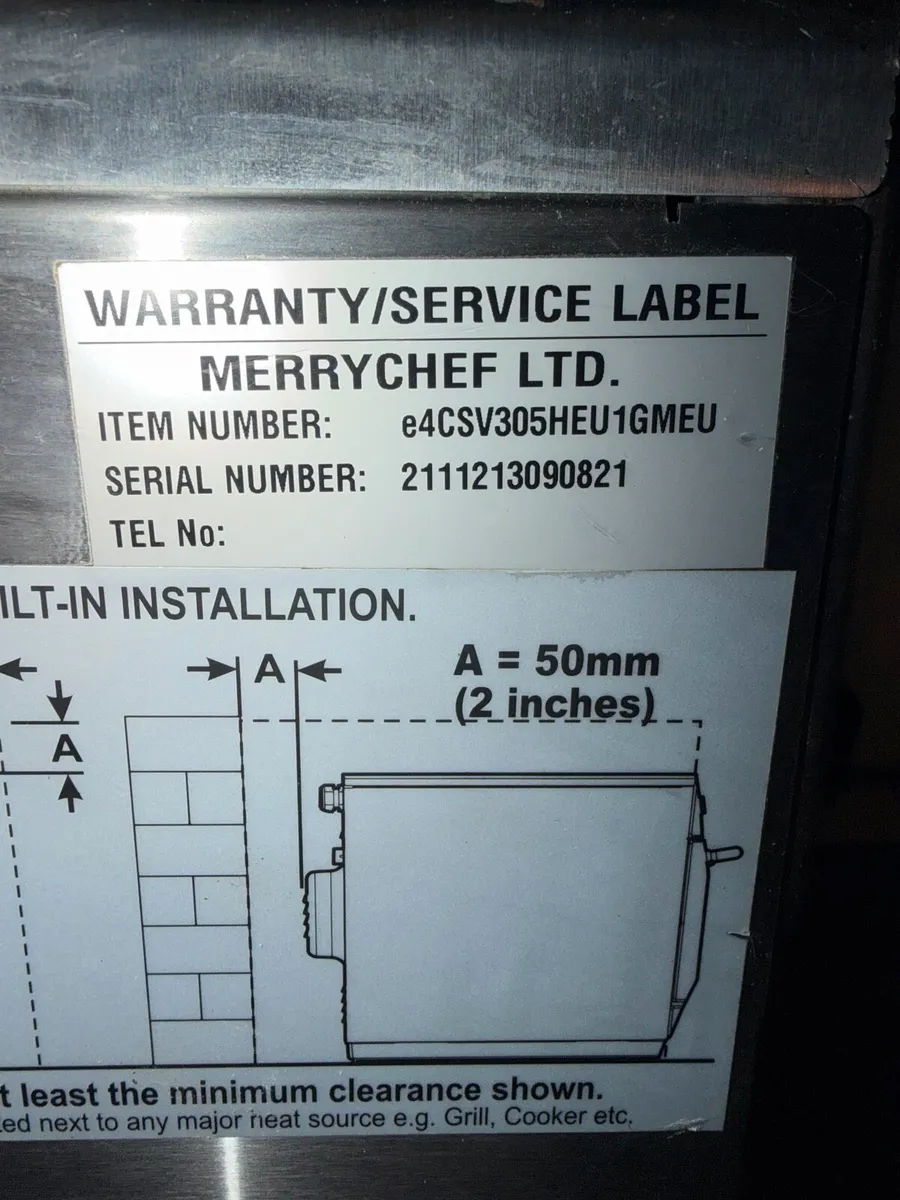 WARRANTY/SERVICE LABEL
MERRYCHEF LTD.
ITEM NUMBER: e4CSV305HEU1GMEU
SERIAL NUMBER: 2111213090821
TEL No:
ILT-IN INSTALLATION.
A
A = 50mm
(2 inches)
A
t least the minimum clearance shown.
ed next to any major heat source e.g. Grill, Cooker etc.